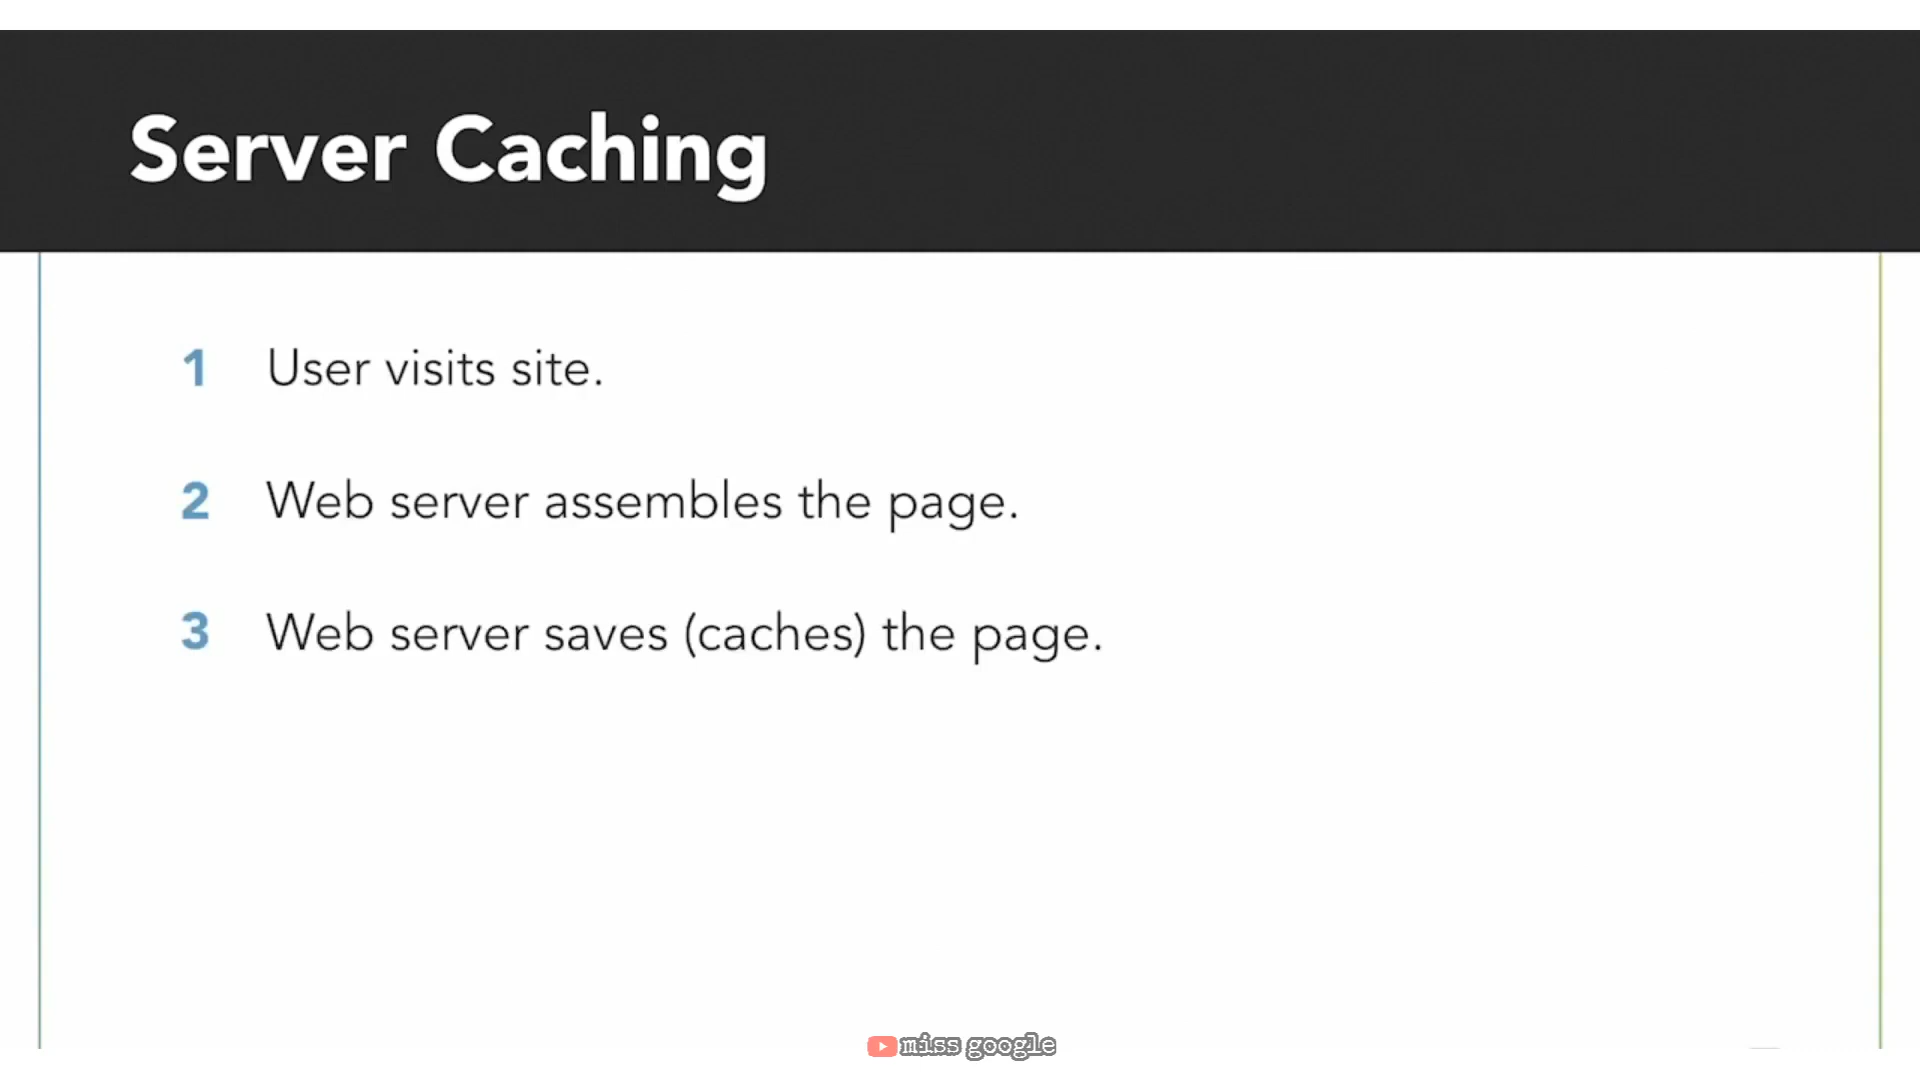 Server Caching
1 User visits site.
2 Web server assembles the page.
3 Web server saves (caches) the page.
miss google